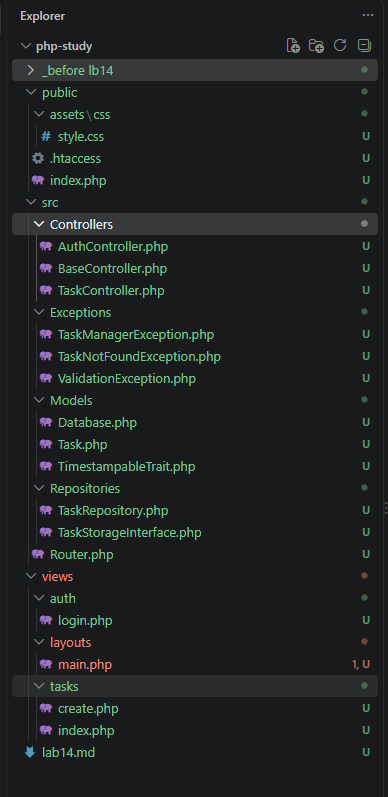 Explorer
php-study
_before lb14
public
assets\css
# style.css U
.htaccess U
index.php U
src
Controllers
AuthController.php U
BaseController.php U
TaskController.php U
Exceptions
TaskManagerException.php U
TaskNotFoundException.php U
ValidationException.php U
Models
Database.php U
Task.php U
TimestampableTrait.php U
Repositories
TaskRepository.php U
TaskStorageInterface.php U
Router.php U
views
auth
login.php U
layouts
main.php 1, U
tasks
create.php U
index.php U
lab14.md U